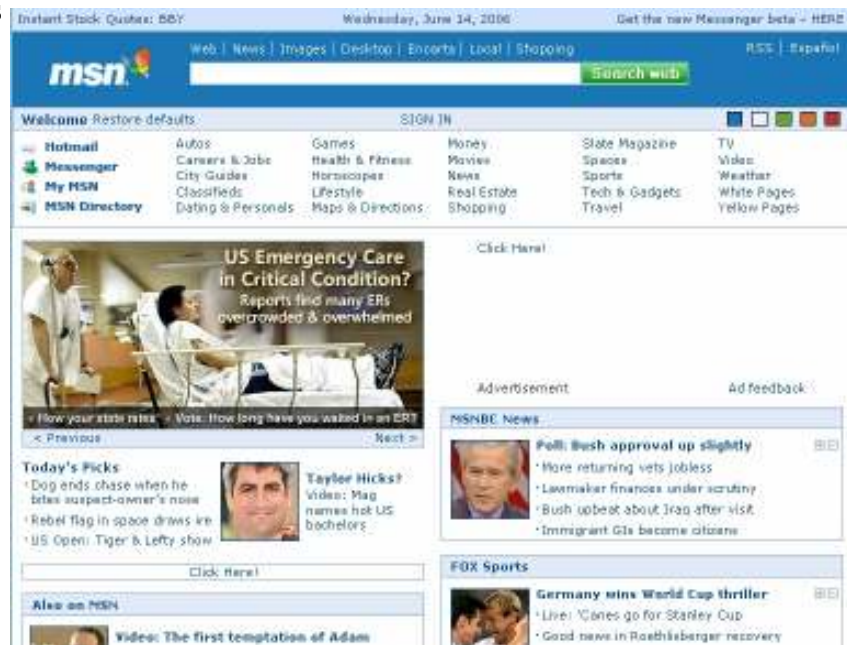 Instant Stock Quotes: BBY
Wednesday, June 14, 2006
Get the new Messenger beta - HERE
msn
Web | News | Images | Desktop | Encarta | Local | Shopping
RSS | Español
Search web
Welcome Restore defaults
SIGN IN
Hotmail
Messenger
My MSN
MSN Directory
Autos
Careers & Jobs
City Guides
Classifieds
Dating & Personals
Games
Health & Fitness
Horoscopes
Lifestyle
Maps & Directions
Money
Movies
News
Real Estate
Shopping
Slate Magazine
Spaces
Sports
Tech & Gadgets
Travel
TV
Video
Weather
White Pages
Yellow Pages
US Emergency Care
in Critical Condition?
Reports find many ERs
overcrowded & overwhelmed
How your state rates
Vote: How long have you waited in an ER?
< Previous
Next >
Today's Picks
Dog ends chase when he
bites suspect-owner's nose
Rebel flag in space draws ire
US Open: Tiger & Lefty show
Taylor Hicks?
Video: Mag
names hot US
bachelors
Click Here!
Also on MSN
Video: The first temptation of Adam
Click Here!
Advertisement
Ad feedback
MSNBC News
Poll: Bush approval up slightly
More returning vets jobless
Lawmaker finances under scrutiny
Bush upbeat about Iraq after visit
Immigrant GIs become citizens
FOX Sports
Germany wins World Cup thriller
Live: 'Canes go for Stanley Cup
Good news in Roethlisberger recovery